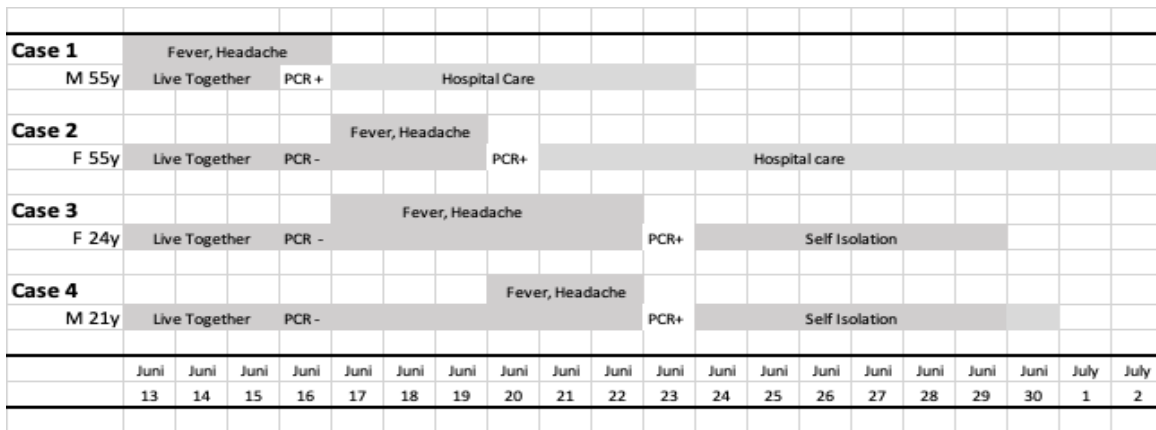 Case 1 Fever, Headache
M 55y Live Together PCR + Hospital Care
Case 2 Fever, Headache
F 55y Live Together PCR - PCR+ Hospital care
Case 3 Fever, Headache
F 24y Live Together PCR - PCR+ Self Isolation
Case 4 Fever, Headache
M 21y Live Together PCR - PCR+ Self Isolation
Juni Juni Juni Juni Juni Juni Juni Juni Juni Juni Juni Juni Juni Juni Juni Juni Juni Juni July July
13 14 15 16 17 18 19 20 21 22 23 24 25 26 27 28 29 30 1 2